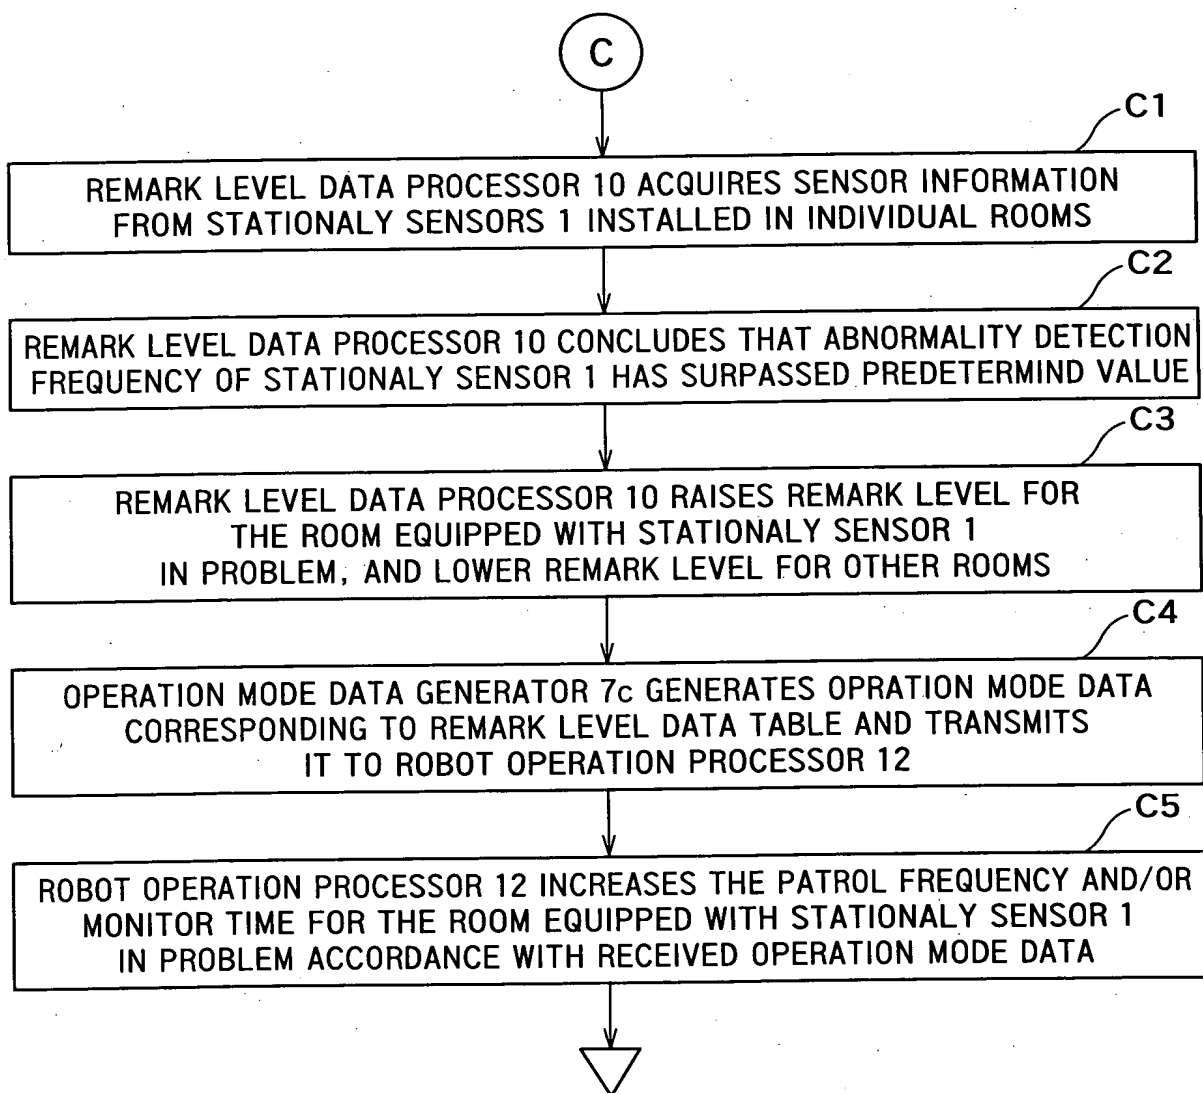 C
C1
REMARK LEVEL DATA PROCESSOR 10 ACQUIRES SENSOR INFORMATION
FROM STATIONALY SENSORS 1 INSTALLED IN INDIVIDUAL ROOMS
C2
REMARK LEVEL DATA PROCESSOR 10 CONCLUDES THAT ABNORMALITY DETECTION
FREQUENCY OF STATIONALY SENSOR 1 HAS SURPASSED PREDETERMIND VALUE
C3
REMARK LEVEL DATA PROCESSOR 10 RAISES REMARK LEVEL FOR
THE ROOM EQUIPPED WITH STATIONALY SENSOR 1
IN PROBLEM, AND LOWER REMARK LEVEL FOR OTHER ROOMS
C4
OPERATION MODE DATA GENERATOR 7c GENERATES OPRATION MODE DATA
CORRESPONDING TO REMARK LEVEL DATA TABLE AND TRANSMITS
IT TO ROBOT OPERATION PROCESSOR 12
C5
ROBOT OPERATION PROCESSOR 12 INCREASES THE PATROL FREQUENCY AND/OR
MONITOR TIME FOR THE ROOM EQUIPPED WITH STATIONALY SENSOR 1
IN PROBLEM ACCORDANCE WITH RECEIVED OPERATION MODE DATA